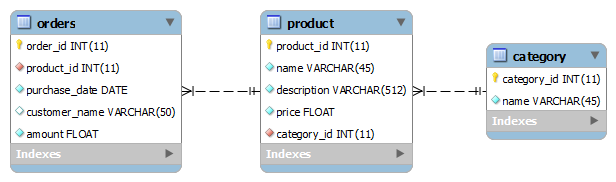 orders
order_id INT(11)
product_id INT(11)
purchase_date DATE
customer_name VARCHAR(50)
amount FLOAT
Indexes
product
product_id INT(11)
name VARCHAR(45)
description VARCHAR(512)
price FLOAT
category_id INT(11)
Indexes
category
category_id INT(11)
name VARCHAR(45)
Indexes